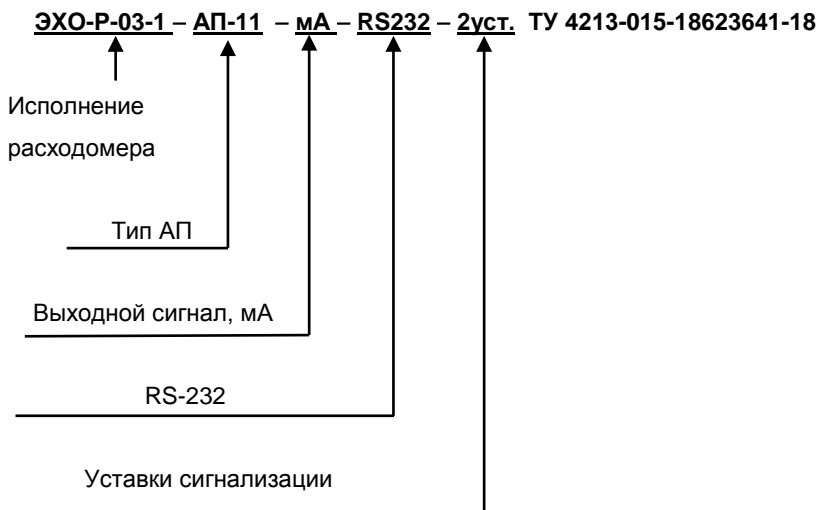 ЭХО-Р-03-1 – АП-11 – мА – RS232 – 2уст. ТУ 4213-015-18623641-18
Исполнение
расходомера
Тип АП
Выходной сигнал, мА
RS-232
Уставки сигнализации